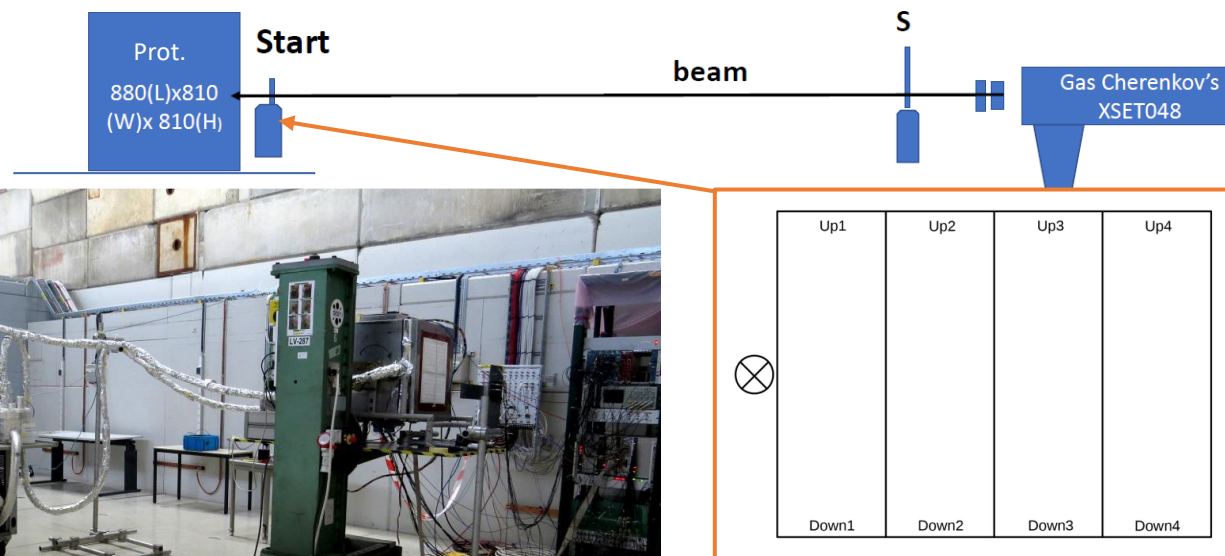 Prot.
880(L)x810
(W)x 810(H)
Start
beam
S
Gas Cherenkov's
XSET048
LV-287
Up1 Up2 Up3 Up4
Down1 Down2 Down3 Down4